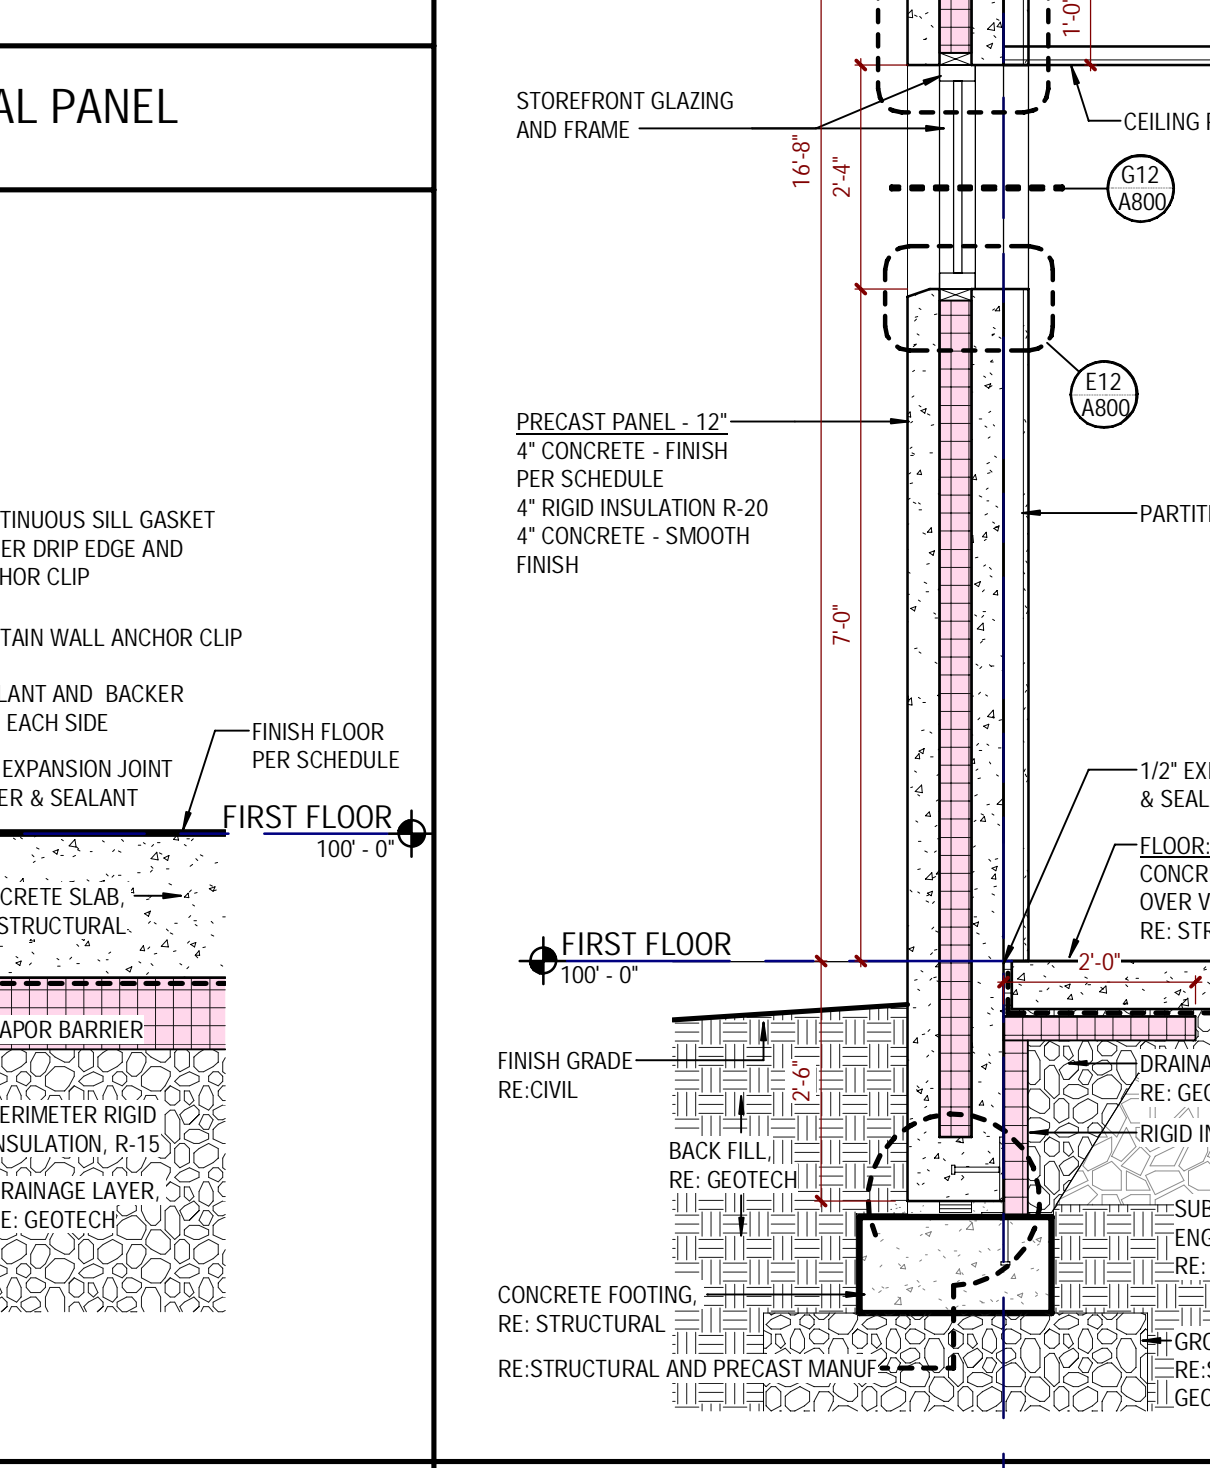 AL PANEL
TINUOUS SILL GASKET
ER DRIP EDGE AND
HOR CLIP
TAIN WALL ANCHOR CLIP
LANT AND BACKER
EACH SIDE
EXPANSION JOINT
ER & SEALANT
FINISH FLOOR
PER SCHEDULE
FIRST FLOOR
100' - 0"
CRETE SLAB,
STRUCTURAL
APOR BARRIER
ERIMETER RIGID
NSULATION, R-15
RAINAGE LAYER,
E: GEOTECH
1'-0"
STOREFRONT GLAZING
AND FRAME
16'-8"
2'-4"
CEILING
G12
A800
E12
A800
PRECAST PANEL - 12"
4" CONCRETE - FINISH
PER SCHEDULE
4" RIGID INSULATION R-20
4" CONCRETE - SMOOTH
FINISH
PARTITI
7'-0"
1/2" EX
& SEAL
FLOOR:
CONCR
OVER V
RE: STR
FIRST FLOOR
100' - 0"
2'-0"
FINISH GRADE
RE:CIVIL
2'-6"
DRAINA
RE: GEO
BACK FILL,
RE: GEOTECH
RIGID IN
SUB
ENG
RE:
CONCRETE FOOTING,
RE: STRUCTURAL
RE:STRUCTURAL AND PRECAST MANUF
GRO
RE:S
GEO